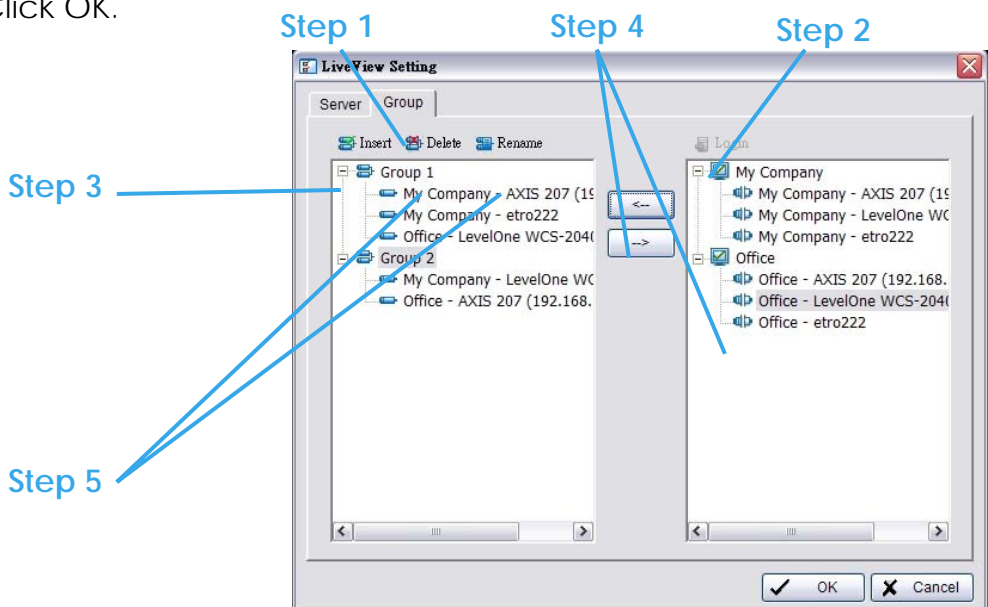 Click OK.
Step 1
Step 4
Step 2
LiveView Setting
Server Group
Insert Delete Rename
Login
Step 3
Group 1
My Company - AXIS 207 (19
My Company - etro222
Office - LevelOne WCS-204(
Group 2
My Company - LevelOne WC
Office - AXIS 207 (192.168.
<--
-->
My Company
My Company - AXIS 207 (19
My Company - LevelOne WC
My Company - etro222
Office
Office - AXIS 207 (192.168.
Office - LevelOne WCS-204(
Office - etro222
Step 5
OK Cancel